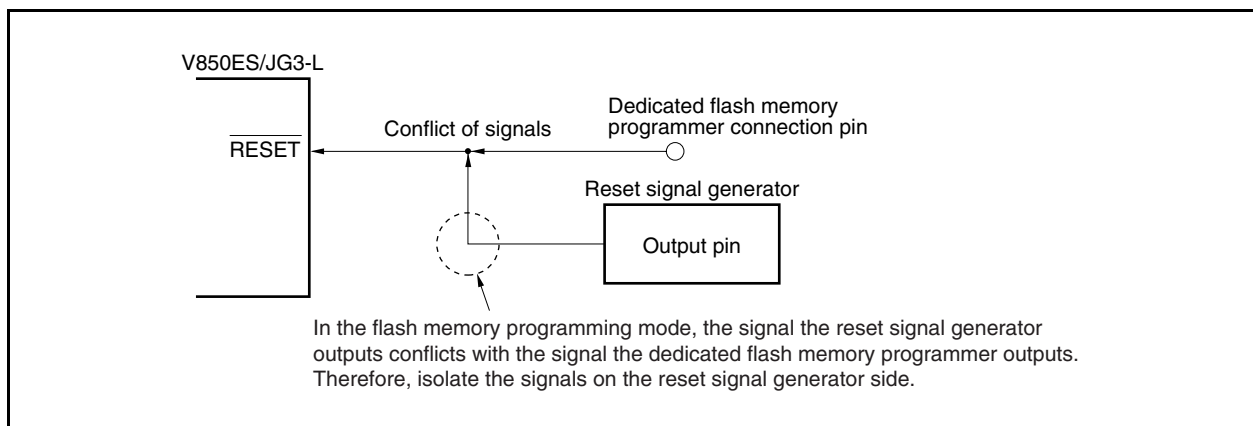 V850ES/JG3-L
Dedicated flash memory
programmer connection pin
Conflict of signals
RESET
Reset signal generator
Output pin
In the flash memory programming mode, the signal the reset signal generator
outputs conflicts with the signal the dedicated flash memory programmer outputs.
Therefore, isolate the signals on the reset signal generator side.